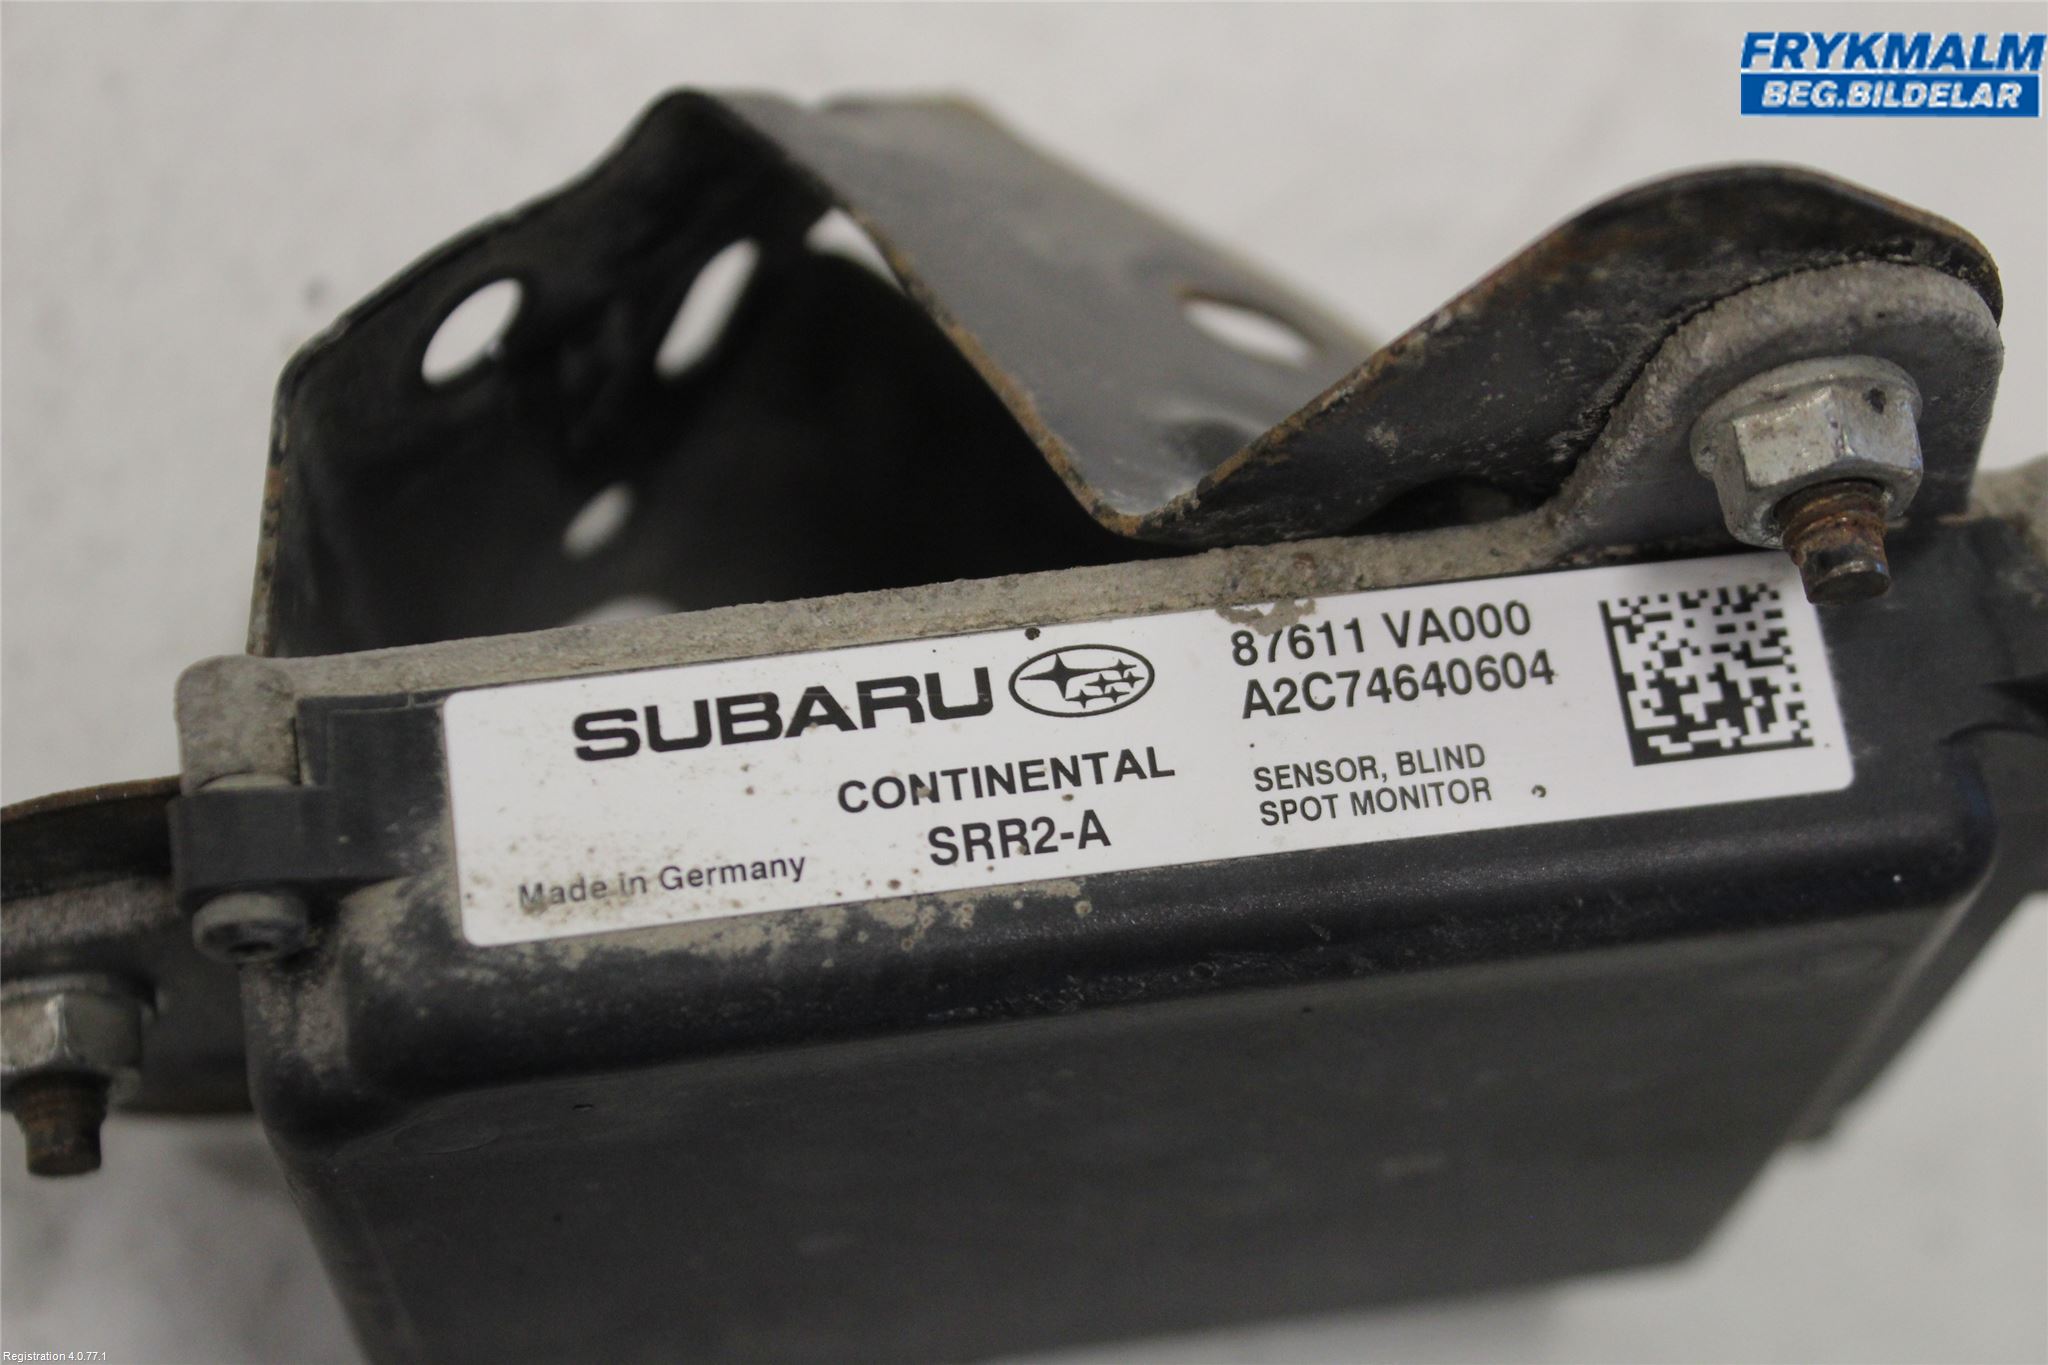 FRYKMALM
BEG.BILDELAR
SUBARU
87611 VA000
A2C74640604
CONTINENTAL
SRR2-A
SENSOR, BLIND
SPOT MONITOR
Made in Germany
Registration 4.0.77.1